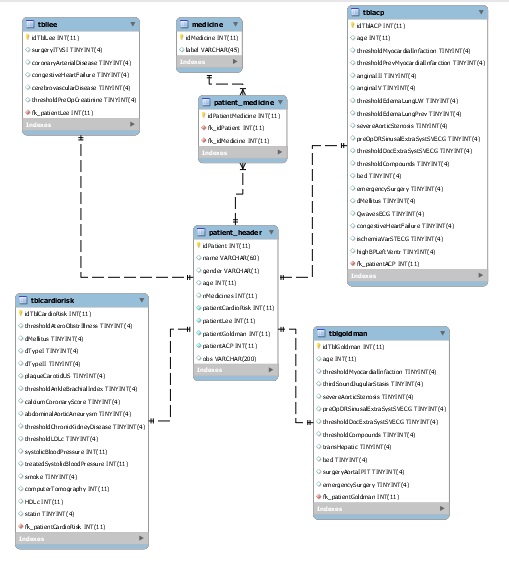 tbllee
idTblLee INT(11)
surgeryITVSI TINYINT(4)
coronaryArterialDisease TINYINT(4)
congestiveHeartFailure TINYINT(4)
cerebrovascularDisease TINYINT(4)
thresholdPreOpCreatinine TINYINT(4)
fk_patientLee INT(11)
Indexes
medicine
idMedicine INT(11)
label VARCHAR(45)
Indexes
patient_medicine
idPatientMedicine INT(11)
fk_idPatient INT(11)
fk_idMedicine INT(11)
Indexes
tblacp
idTblACP INT(11)
age INT(11)
thresholdMyocardialInfaction TINYINT(4)
thresholdPrevMyocardialInfarction TINYINT(4)
anginaIII TINYINT(4)
anginaIV TINYINT(4)
thresholdEdemaLungLW TINYINT(4)
thresholdEdemaLungPrev TINYINT(4)
severeAorticStenosis TINYINT(4)
preOpDRSinusalExtraSystSVECG TINYINT(4)
thresholdDocExtraSystSVECG TINYINT(4)
thresholdCompounds TINYINT(4)
bed TINYINT(4)
emergencySurgery TINYINT(4)
dMellitus TINYINT(4)
QwavesECG TINYINT(4)
congestiveHeartFailure TINYINT(4)
ischemiaVarSTECG TINYINT(4)
highBPLeftVentr TINYINT(4)
fk_patientACP INT(11)
Indexes
patient_header
idPatient INT(11)
name VARCHAR(60)
gender VARCHAR(1)
age INT(11)
nMedicines INT(11)
patientCardioRisk INT(11)
patientLee INT(11)
patientGoldman INT(11)
patientACP INT(11)
obs VARCHAR(200)
Indexes
tblcardiorisk
idTblCardioRisk INT(11)
thresholdAteroObstIllness TINYINT(4)
dMellitus TINYINT(4)
dTypeI TINYINT(4)
dTypeII TINYINT(4)
plaqueCarotidUS TINYINT(4)
thresholdAnkleBrachialIndex TINYINT(4)
calciumCoronaryScore TINYINT(4)
abdominalAorticAneurysm TINYINT(4)
thresholdChronicKidneyDisease TINYINT(4)
thresholdLDLc TINYINT(4)
systolicBloodPressure INT(11)
treatedSystolicBloodPressure INT(11)
smoke TINYINT(4)
computerTomography INT(11)
HDLc INT(11)
statin TINYINT(4)
fk_patientCardioRisk INT(11)
Indexes
tblgoldman
idTblGoldman INT(11)
age INT(11)
thresholdMyocardialInfaction TINYINT(4)
thirdSoundJugularStasis TINYINT(4)
severeAorticStenosis TINYINT(4)
preOpDRSinusalExtraSystSVECG TINYINT(4)
thresholdDocExtraSystSVECG TINYINT(4)
thresholdCompounds TINYINT(4)
transHepatic TINYINT(4)
bed TINYINT(4)
surgeryAortaIPIT TINYINT(4)
emergencySurgery TINYINT(4)
fk_patientGoldman INT(11)
Indexes